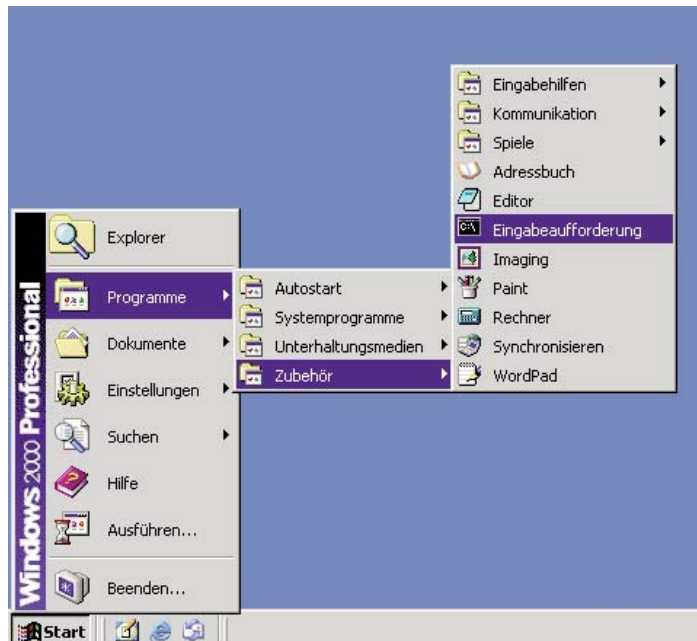 Eingabehilfen
Kommunikation
Spiele
Adressbuch
Editor
Eingabeaufforderung
Imaging
Paint
Rechner
Synchronisieren
WordPad
Autostart
Systemprogramme
Unterhaltungsmedien
Zubehör
Explorer
Programme
Dokumente
Einstellungen
Suchen
Hilfe
Ausführen...
Beenden...
Windows 2000 Professional
Start